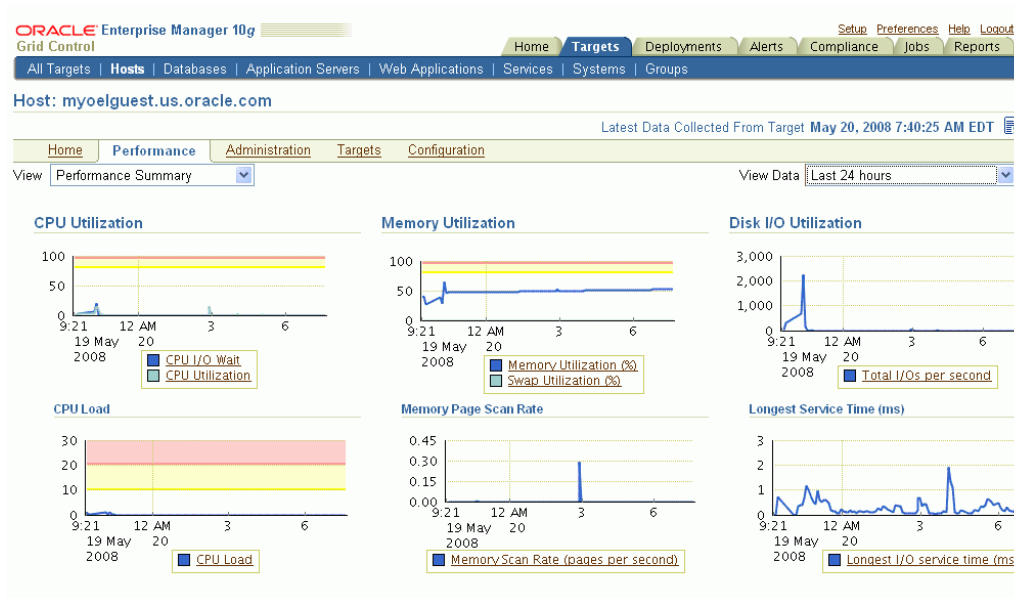 ORACLE Enterprise Manager 10g
Grid Control
Setup Preferences Help Logout
Home Targets Deployments Alerts Compliance Jobs Reports
All Targets | Hosts | Databases | Application Servers | Web Applications | Services | Systems | Groups
Host: myoelguest.us.oracle.com
Latest Data Collected From Target May 20, 2008 7:40:25 AM EDT
Home Performance Administration Targets Configuration
View Performance Summary
View Data Last 24 hours
CPU Utilization
100
50
0
9:21 12 AM 3 6
19 May 20
2008
CPU I/O Wait
CPU Utilization
Memory Utilization
100
50
0
9:21 12 AM 3 6
19 May 20
2008
Memory Utilization (%)
Swap Utilization (%)
Disk I/O Utilization
3,000
2,000
1,000
0
9:21 12 AM 3 6
19 May 20
2008
Total I/Os per second
CPU Load
30
20
10
0
9:21 12 AM 3 6
19 May 20
2008
CPU Load
Memory Page Scan Rate
0.45
0.30
0.15
0.00
9:21 12 AM 3 6
19 May 20
2008
Memory Scan Rate (pages per second)
Longest Service Time (ms)
3
2
1
0
9:21 12 AM 3 6
19 May 20
2008
Longest I/O service time (ms